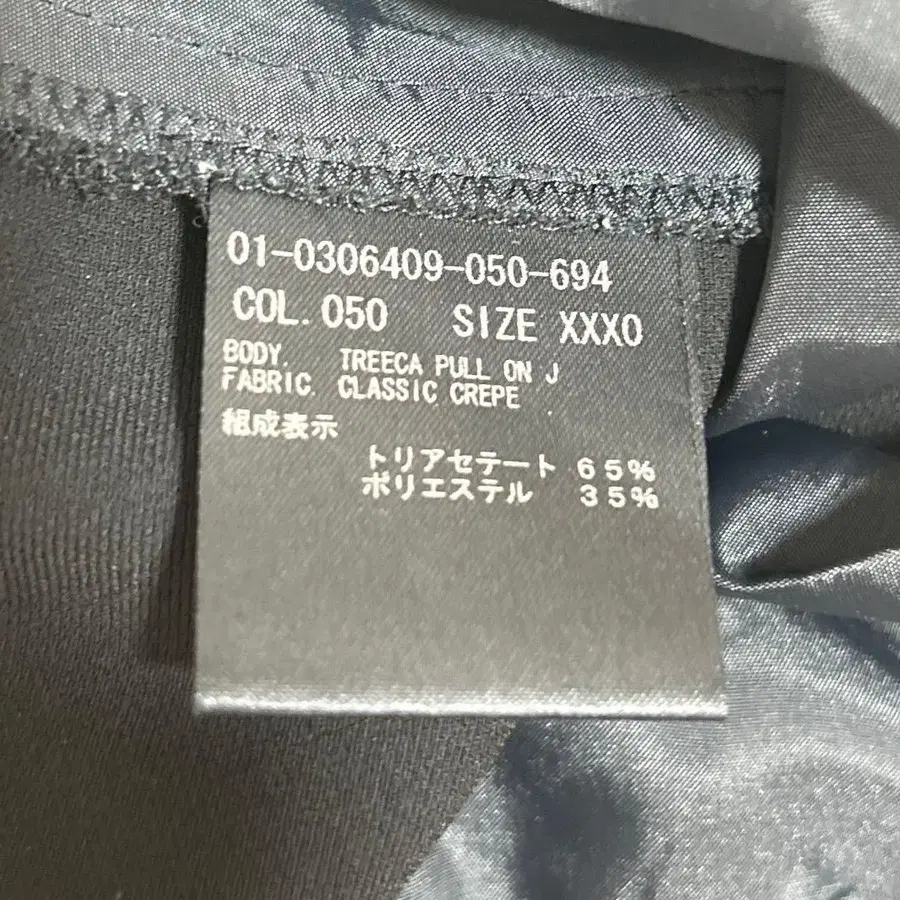 01-0306409-050-694
COL. 050 SIZE XXX0
BODY. TREECA PULL ON J
FABRIC. CLASSIC CREPE
組成表示
トリアセテート 65%
ポリエステル 35%